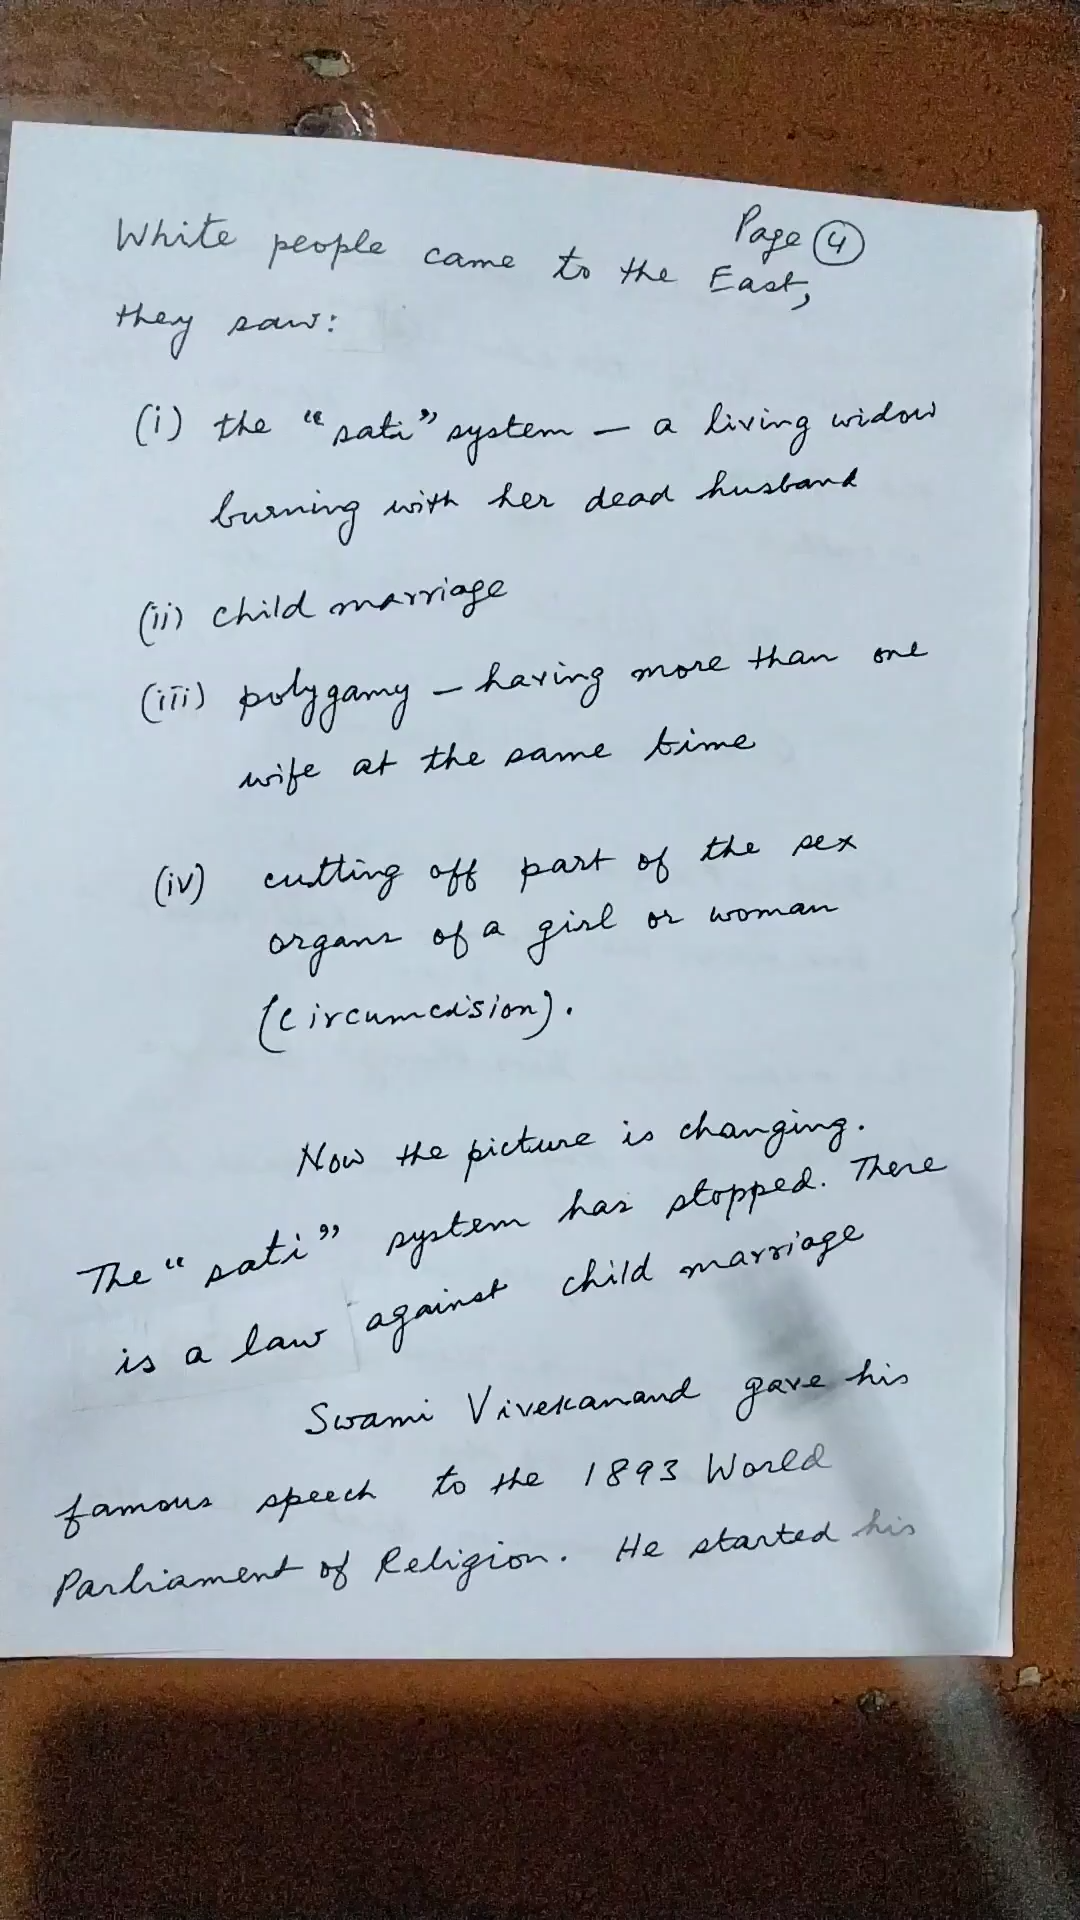 Page 4
White people came to the East,
they saw:
(i) the "sati" system – a living widow
burning with her dead husband
(ii) child marriage
(iii) polygamy – having more than one
wife at the same time
(iv) cutting off part of the sex
organs of a girl or woman
(circumcision).
Now the picture is changing.
The "sati" system has stopped. There
is a law against child marriage
Swami Vivekanand gave his
famous speech to the 1893 World
Parliament of Religion. He started his